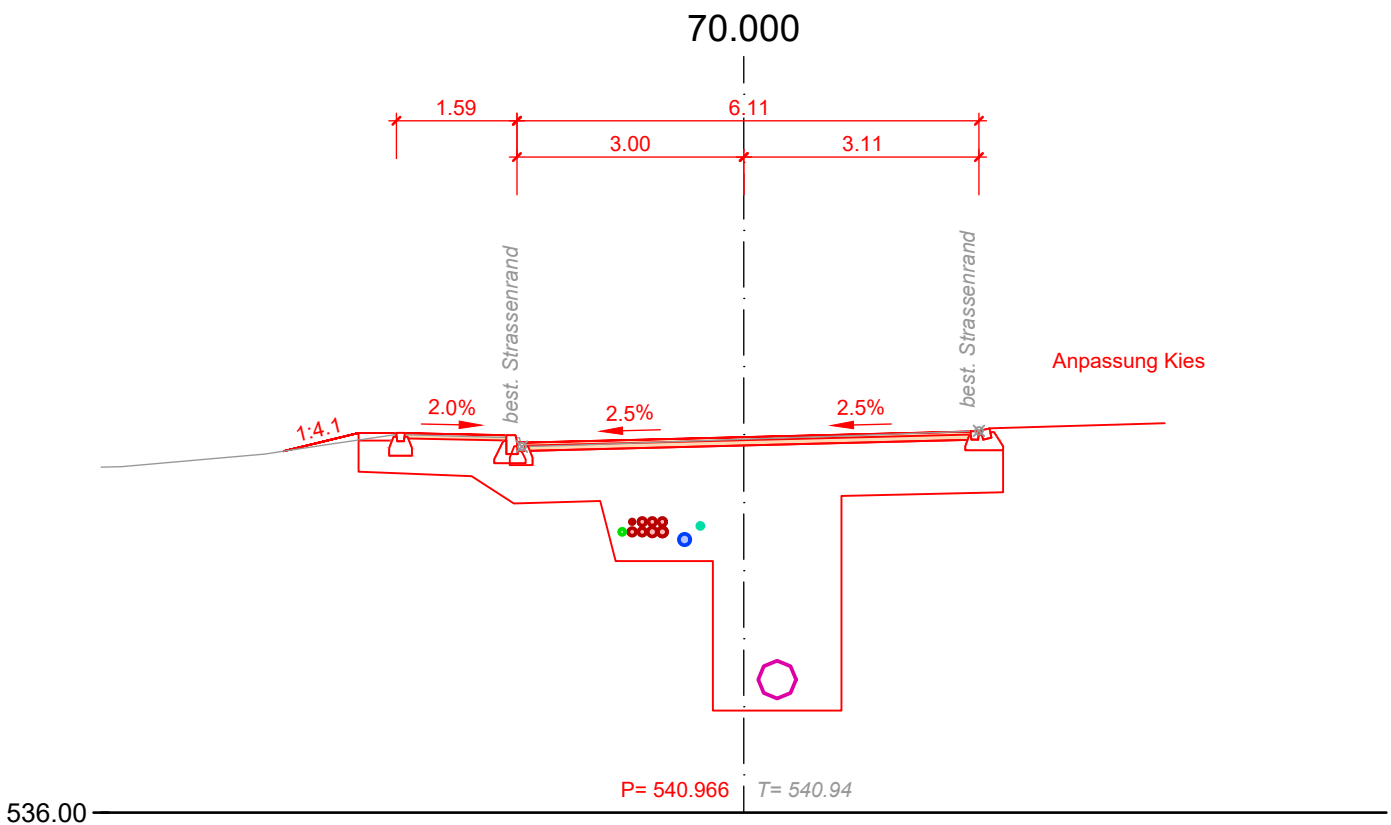 70.000
1.59
6.11
3.00
3.11
best. Strassenrand
best. Strassenrand
Anpassung Kies
1:4.1
2.0%
2.5%
2.5%
P= 540.966
T= 540.94
536.00